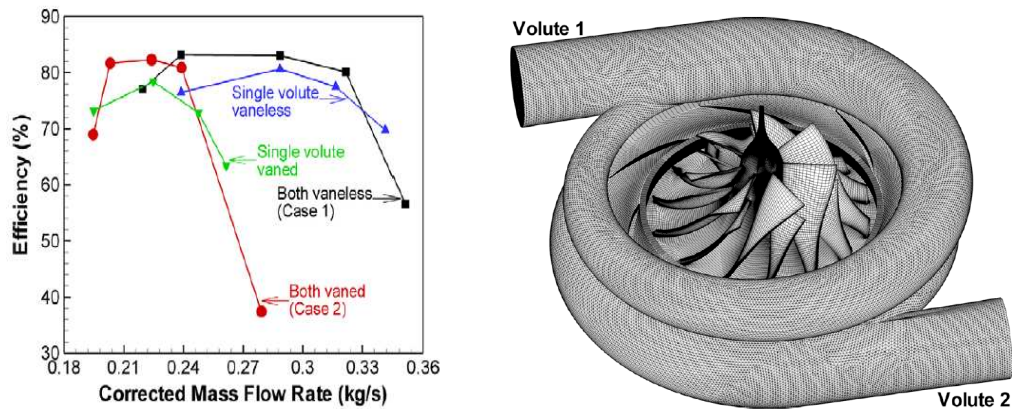 90
80
70
60
50
40
30
0.18
0.21
0.24
0.27
0.30
0.33
0.36
Efficiency (%)
Corrected Mass Flow Rate (kg/s)
Single volute
vaneless
Single volute
vaned
Both vaneless
(Case 1)
Both vaned
(Case 2)
Volute 1
Volute 2